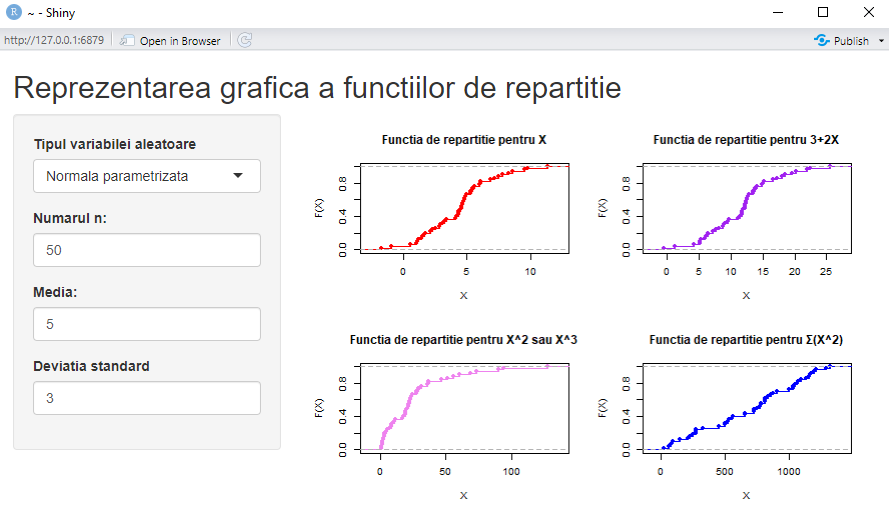 R ~ - Shiny
http://127.0.0.1:6879 Open in Browser Publish
Reprezentarea grafica a functiilor de repartitie
Tipul variabilei aleatoare
Normala parametrizata
Numarul n:
50
Media:
5
Deviatia standard
3
Functia de repartitie pentru X
F(X)
0.0 0.4 0.8
0 5 10
X
Functia de repartitie pentru 3+2X
F(X)
0.0 0.4 0.8
0 5 10 15 20 25
X
Functia de repartitie pentru X^2 sau X^3
F(X)
0.0 0.4 0.8
0 50 100
X
Functia de repartitie pentru Σ(X^2)
F(X)
0.0 0.4 0.8
0 500 1000
X